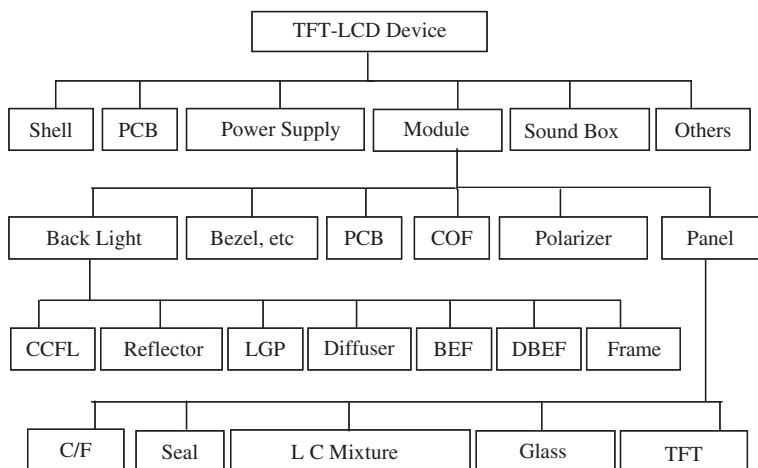 TFT-LCD Device
Shell PCB Power Supply Module Sound Box Others
Back Light Bezel, etc PCB COF Polarizer Panel
CCFL Reflector LGP Diffuser BEF DBEF Frame
C/F Seal L C Mixture Glass TFT